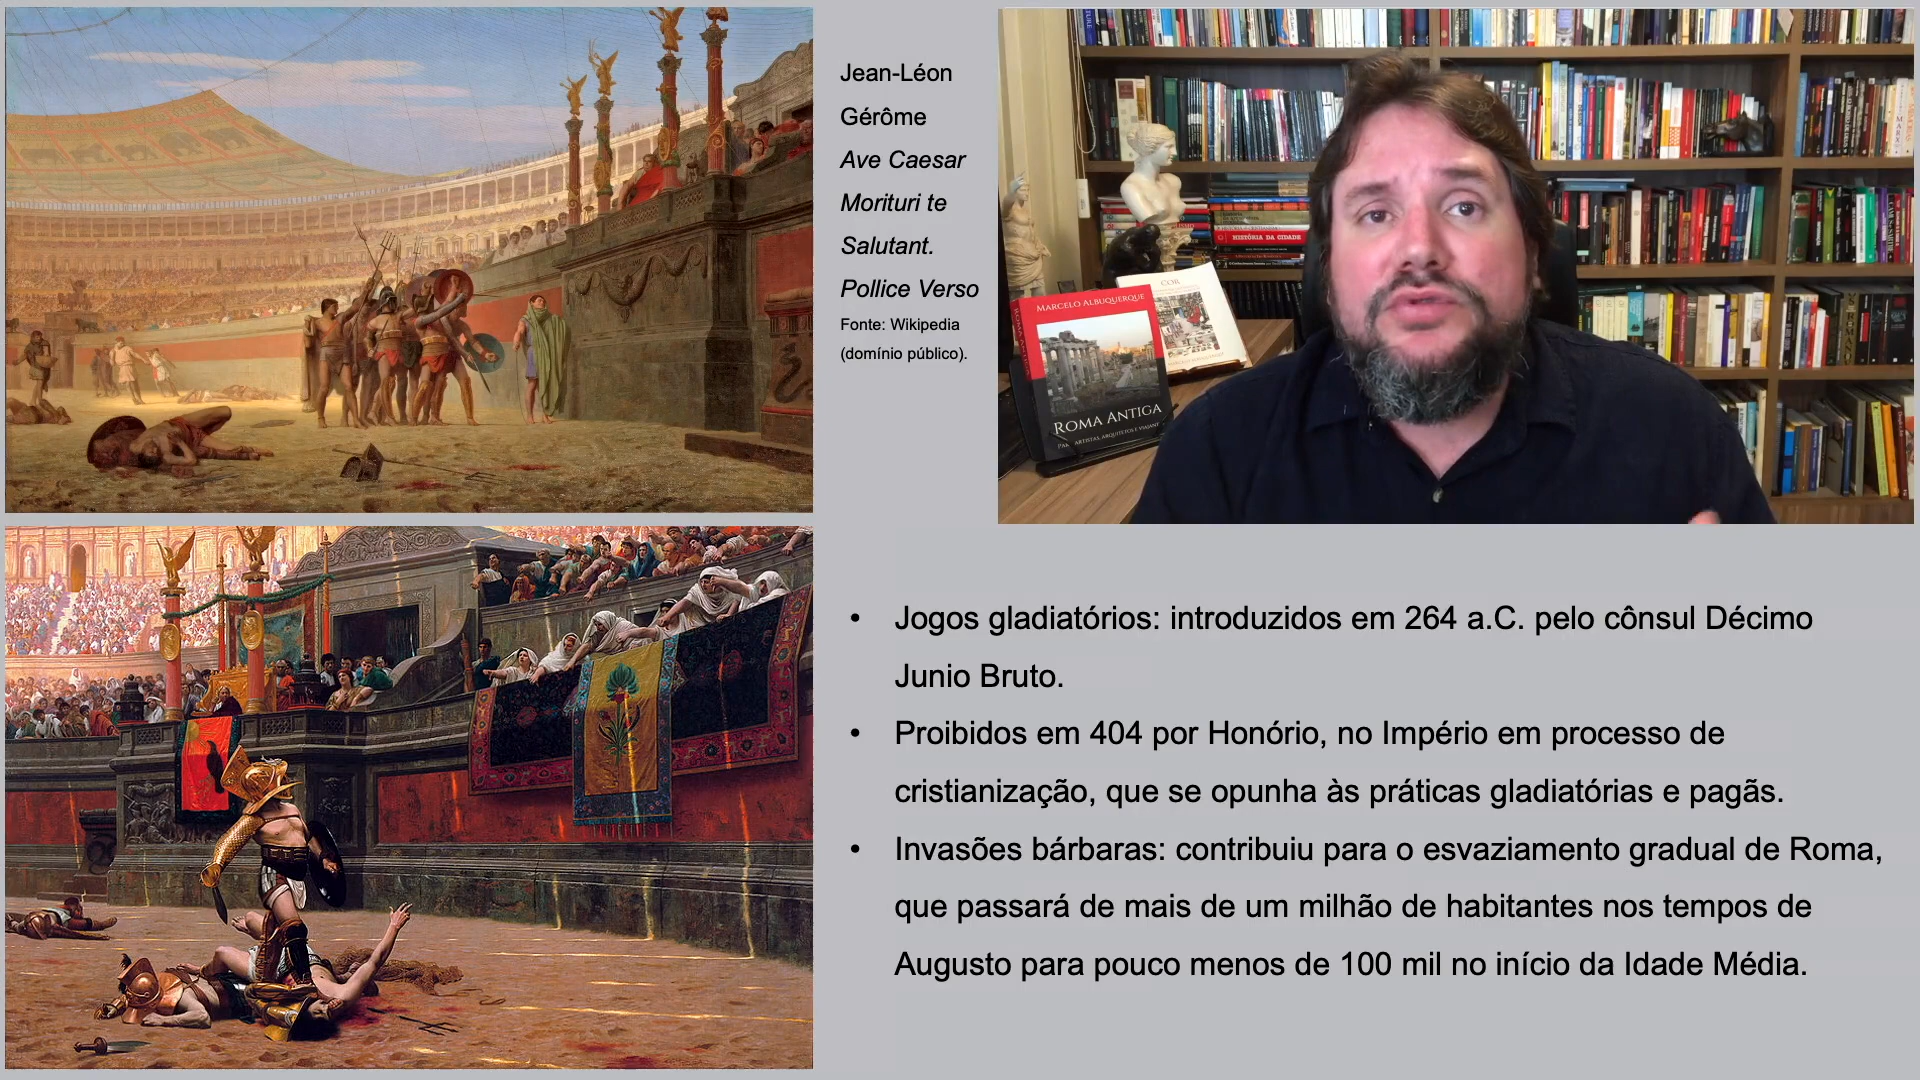 Jean-Léon
Gérôme
Ave Caesar
Morituri te
Salutant.
Pollice Verso
Fonte: Wikipedia
(domínio público).
HISTÓRIA DA CIDADE
MARCELO ALBUQUERQUE
ROMA ANTIGA
COR
• Jogos gladiatórios: introduzidos em 264 a.C. pelo cônsul Décimo
Junio Bruto.
• Proibidos em 404 por Honório, no Império em processo de
cristianização, que se opunha às práticas gladiatórias e pagãs.
• Invasões bárbaras: contribuiu para o esvaziamento gradual de Roma,
que passará de mais de um milhão de habitantes nos tempos de
Augusto para pouco menos de 100 mil no início da Idade Média.